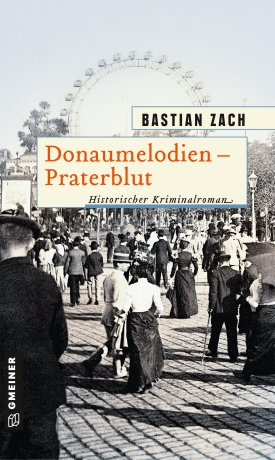 BASTIAN ZACH
Donaumelodien –
Praterblut
Historischer Kriminalroman
GMEINER